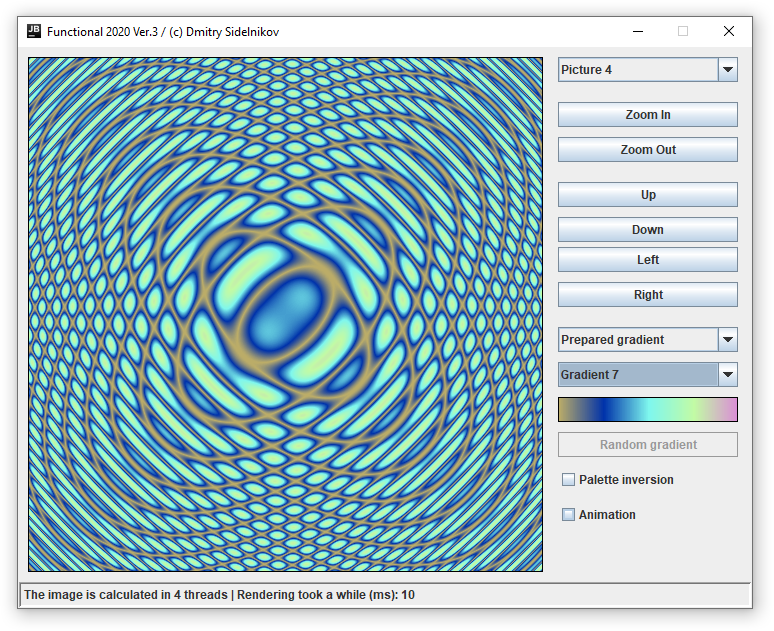 JB
Functional 2020 Ver.3 / (c) Dmitry Sidelnikov
Picture 4
Zoom In
Zoom Out
Up
Down
Left
Right
Prepared gradient
Gradient 7
Random gradient
Palette inversion
Animation
The image is calculated in 4 threads | Rendering took a while (ms): 10